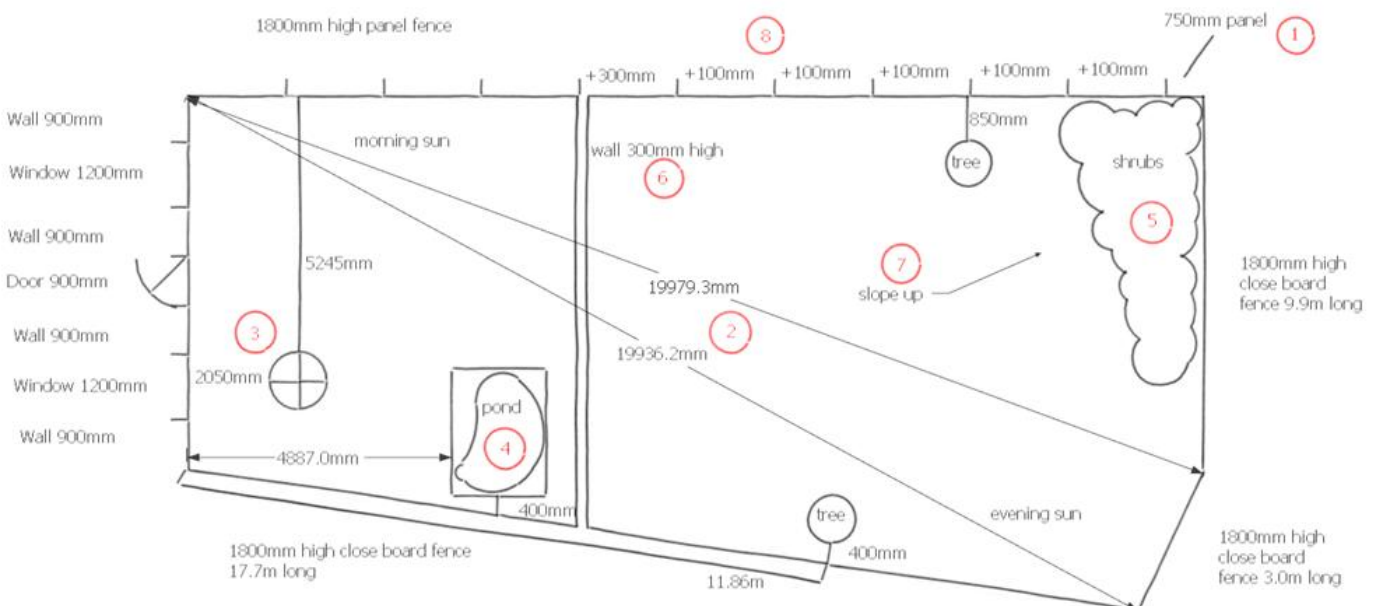 1800mm high panel fence
8
750mm panel
1
+300mm
+100mm
+100mm
+100mm
+100mm
+100mm
Wall 900mm
morning sun
850mm
wall 300mm high
tree
shrubs
Window 1200mm
6
5
Wall 900mm
5245mm
7
1800mm high
close board
fence 9.9m long
Door 900mm
19979.3mm
slope up
Wall 900mm
3
2
19936.2mm
Window 1200mm
2050mm
pond
Wall 900mm
4
4887.0mm
400mm
tree
evening sun
1800mm high close board fence
17.7m long
400mm
1800mm high
close board
fence 3.0m long
11.86m